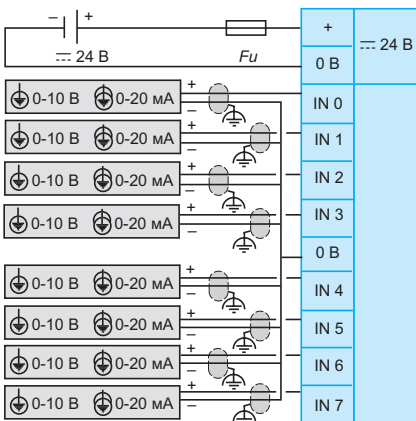 – +
+
⎓ 24 В
Fu
0 В
⎓ 24 В
0-10 В 0-20 мА + –
IN 0
0-10 В 0-20 мА + –
IN 1
0-10 В 0-20 мА + –
IN 2
0-10 В 0-20 мА + –
IN 3
0 В
0-10 В 0-20 мА + –
IN 4
0-10 В 0-20 мА + –
IN 5
0-10 В 0-20 мА + –
IN 6
0-10 В 0-20 мА + –
IN 7